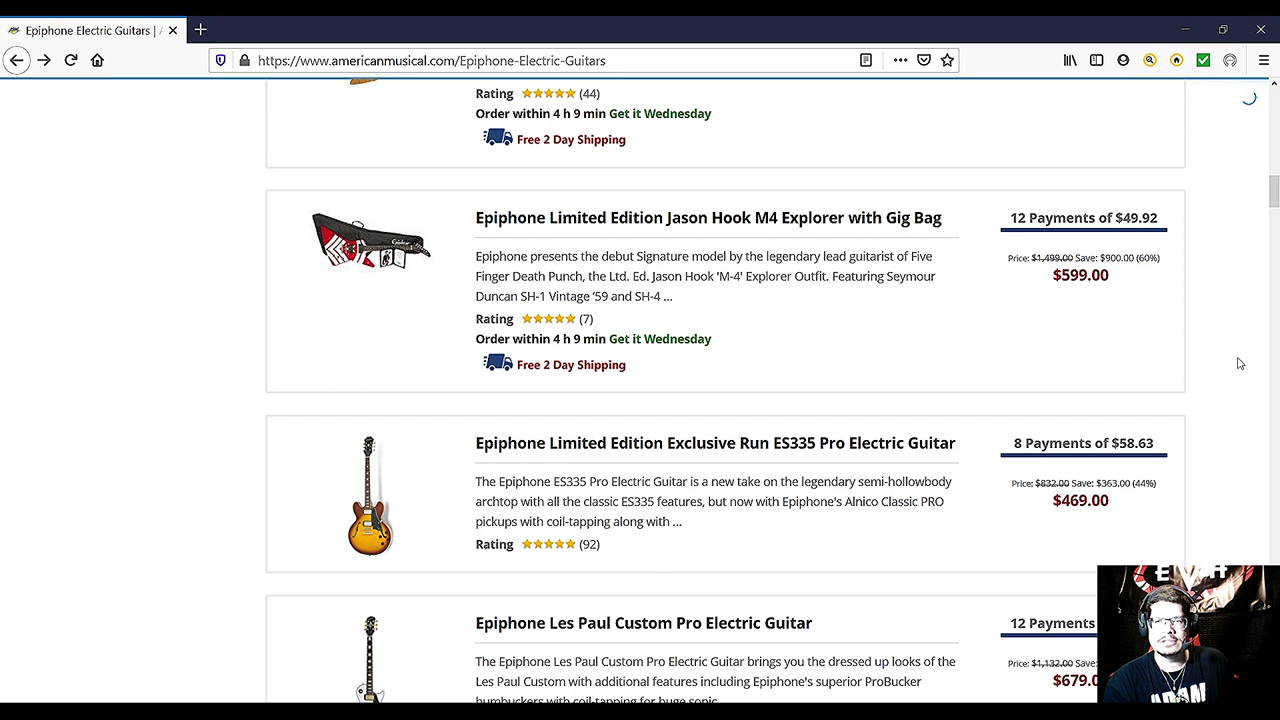 Epiphone Electric Guitars | A
https://www.americanmusical.com/Epiphone-Electric-Guitars
Rating (44)
Order within 4 h 9 min Get it Wednesday
Free 2 Day Shipping
Epiphone Limited Edition Jason Hook M4 Explorer with Gig Bag
12 Payments of $49.92
Epiphone presents the debut Signature model by the legendary lead guitarist of Five
Price: $1,499.00 Save: $900.00 (60%)
Finger Death Punch, the Ltd. Ed. Jason Hook 'M-4' Explorer Outfit. Featuring Seymour
$599.00
Duncan SH-1 Vintage ‘59 and SH-4 ...
Rating (7)
Order within 4 h 9 min Get it Wednesday
Free 2 Day Shipping
Epiphone Limited Edition Exclusive Run ES335 Pro Electric Guitar
8 Payments of $58.63
The Epiphone ES335 Pro Electric Guitar is a new take on the legendary semi-hollowbody
Price: $832.00 Save: $363.00 (44%)
archtop with all the classic ES335 features, but now with Epiphone's Alnico Classic PRO
$469.00
pickups with coil-tapping along with ...
Rating (92)
Epiphone Les Paul Custom Pro Electric Guitar
12 Payments
The Epiphone Les Paul Custom Pro Electric Guitar brings you the dressed up looks of the
Price: $1,132.00 Save:
Les Paul Custom with additional features including Epiphone's superior ProBucker
$679.0
humbuckers with coil-tapping for huge sonic